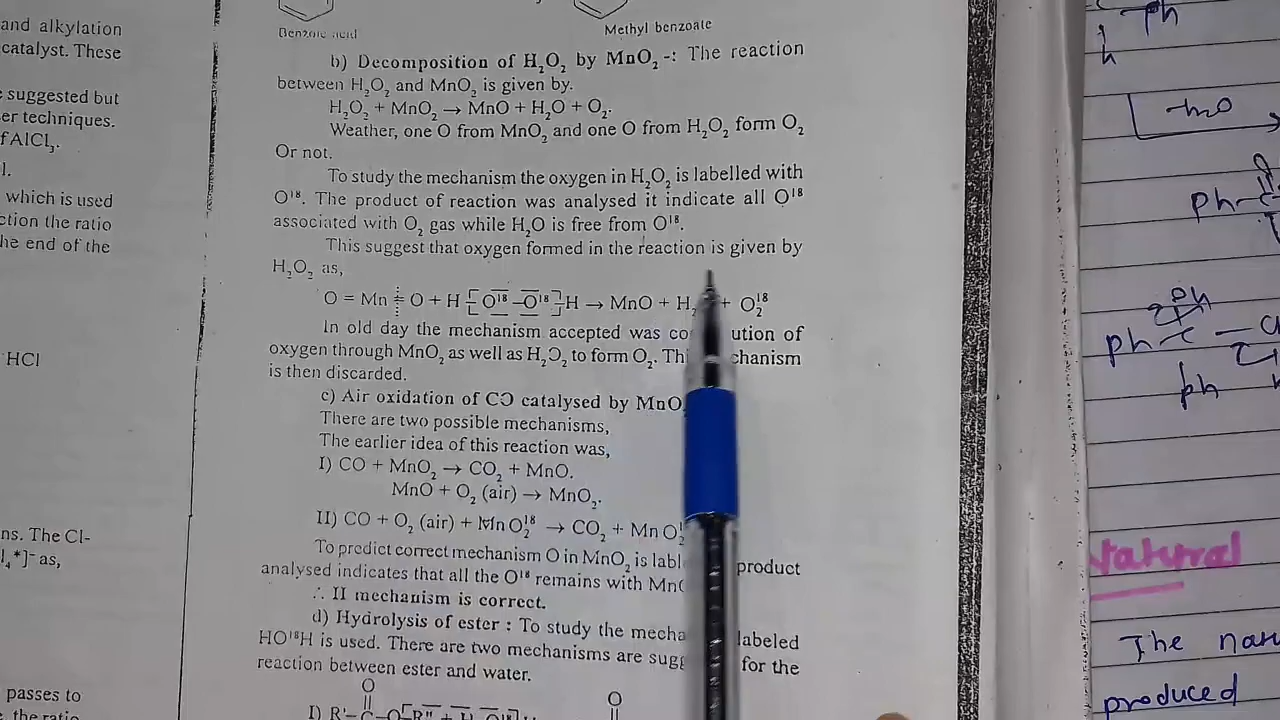 and alkylation
catalyst. These
suggested but
er techniques.
f AlCl₃.
l.
which is used
ction the ratio
he end of the
HCl
ns. The Cl-
l₄*]⁻ as,
passes to
the ratio
Benzoic acid
Methyl benzoate
b) Decomposition of H₂O₂ by MnO₂ -: The reaction
between H₂O₂ and MnO₂ is given by.
H₂O₂ + MnO₂ → MnO + H₂O + O₂.
Weather, one O from MnO₂ and one O from H₂O₂ form O₂
Or not.
To study the mechanism the oxygen in H₂O₂ is labelled with
O¹⁸. The product of reaction was analysed it indicate all O¹⁸
associated with O₂ gas while H₂O is free from O¹⁸.
This suggest that oxygen formed in the reaction is given by
H₂O₂ as,
O = Mn ÷ O + H [O¹⁸ – O¹⁸] H → MnO + H₂ + O₂¹⁸
In old day the mechanism accepted was co ution of
oxygen through MnO₂ as well as H₂O₂ to form O₂. Thi chanism
is then discarded.
c) Air oxidation of CO catalysed by MnO
There are two possible mechanisms,
The earlier idea of this reaction was,
I) CO + MnO₂ → CO₂ + MnO.
MnO + O₂ (air) → MnO₂.
II) CO + O₂ (air) + MnO₂¹⁸ → CO₂ + MnO₂¹
To predict correct mechanism O in MnO₂ is labl product
analysed indicates that all the O¹⁸ remains with Mn
∴ II mechanism is correct.
d) Hydrolysis of ester : To study the mecha labeled
HO¹⁸H is used. There are two mechanisms are sugg for the
reaction between ester and water.
O
O
I) R'– C – O [R'' + H – O¹⁸] H
Ph
h
ph-c
oh
ph-c-c
ph
Natural
The nat
produced